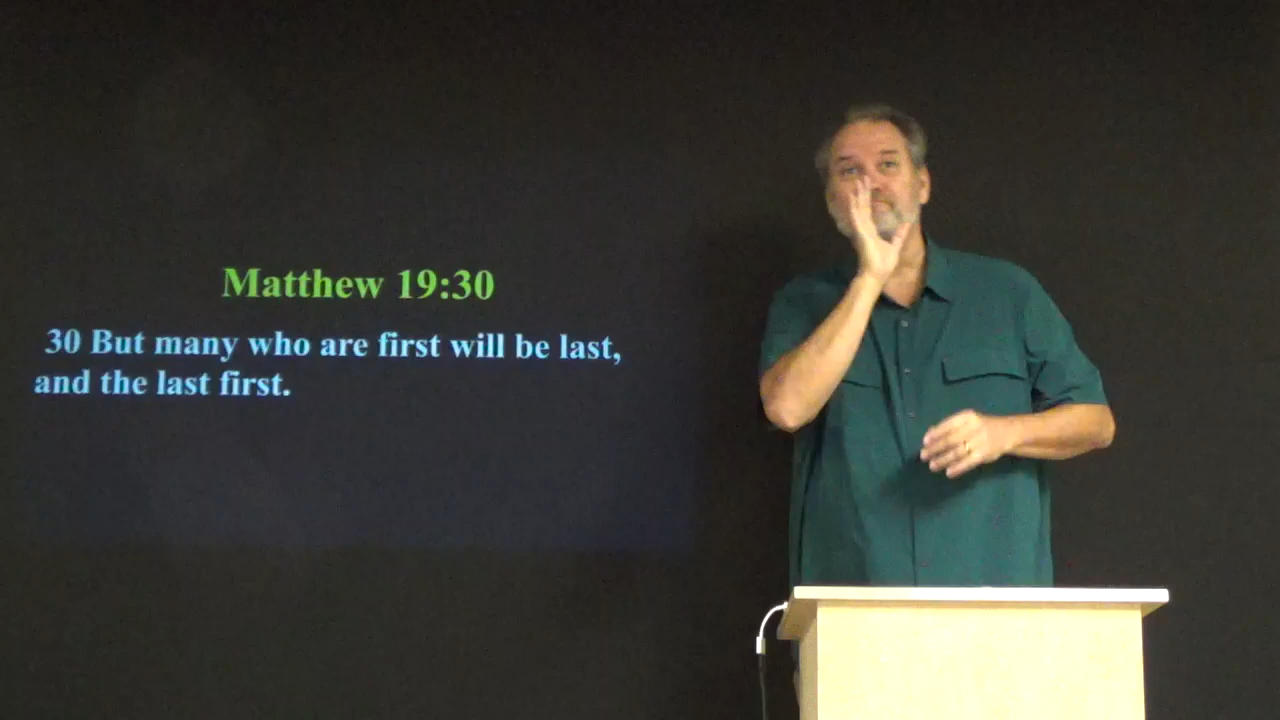 Matthew 19:30
30 But many who are first will be last,
and the last first.